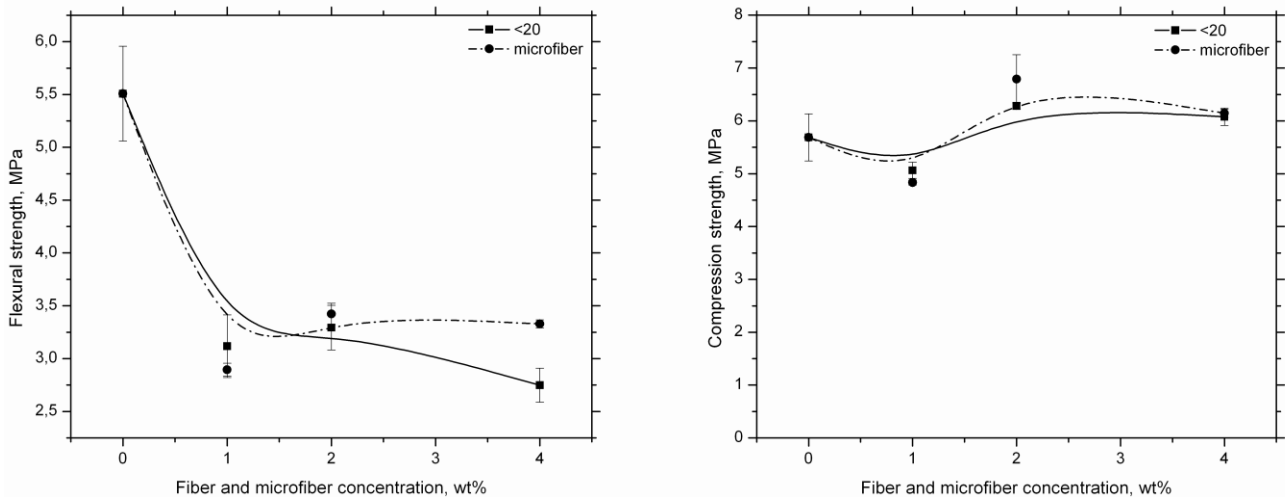 <20
microfiber
6,0
5,5
5,0
4,5
4,0
3,5
3,0
2,5
Flexural strength, MPa
0 1 2 3 4
Fiber and microfiber concentration, wt%
<20
microfiber
8
7
6
5
4
3
2
1
0
Compression strength, MPa
0 1 2 3 4
Fiber and microfiber concentration, wt%